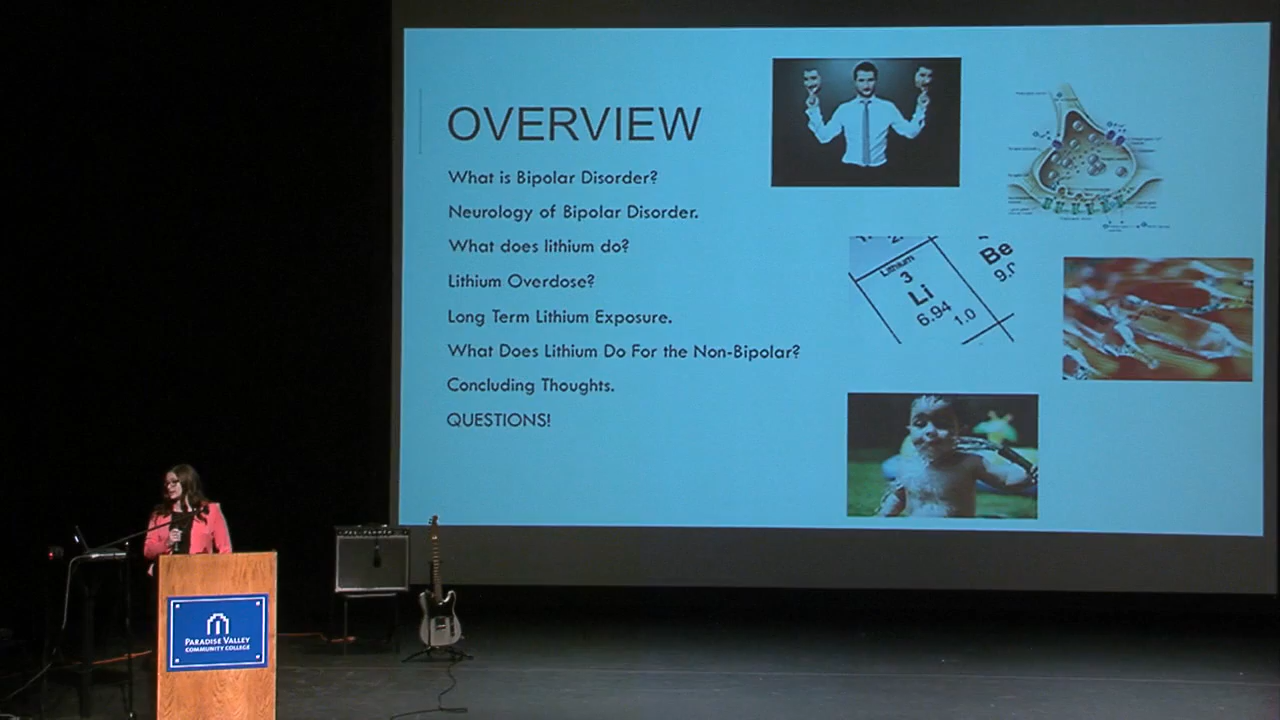 OVERVIEW
What is Bipolar Disorder?
Neurology of Bipolar Disorder.
What does lithium do?
Lithium Overdose?
Long Term Lithium Exposure.
What Does Lithium Do For the Non-Bipolar?
Concluding Thoughts.
QUESTIONS!
Lithium
3
Li
6.94
1.0
Be
PARADISE VALLEY
COMMUNITY COLLEGE